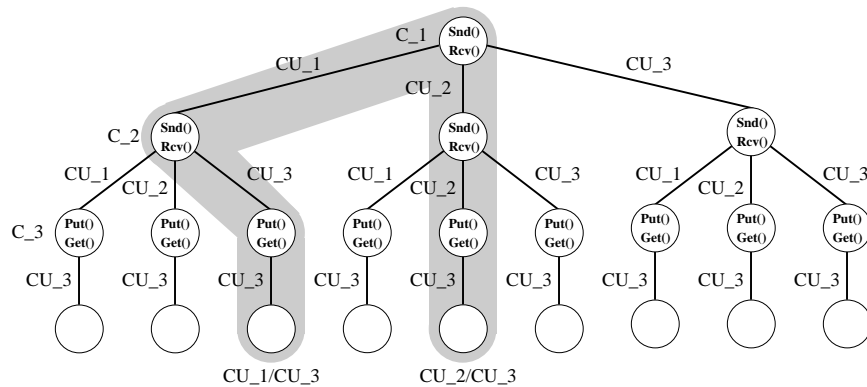 C_1
Snd()
Rcv()
CU_1
CU_2
CU_3
C_2
Snd()
Rcv()
Snd()
Rcv()
Snd()
Rcv()
CU_1
CU_2
CU_3
CU_1
CU_2
CU_3
CU_1
CU_2
CU_3
C_3
Put()
Get()
Put()
Get()
Put()
Get()
Put()
Get()
Put()
Get()
Put()
Get()
Put()
Get()
Put()
Get()
Put()
Get()
CU_3
CU_3
CU_3
CU_3
CU_3
CU_3
CU_3
CU_3
CU_3
CU_1/CU_3
CU_2/CU_3